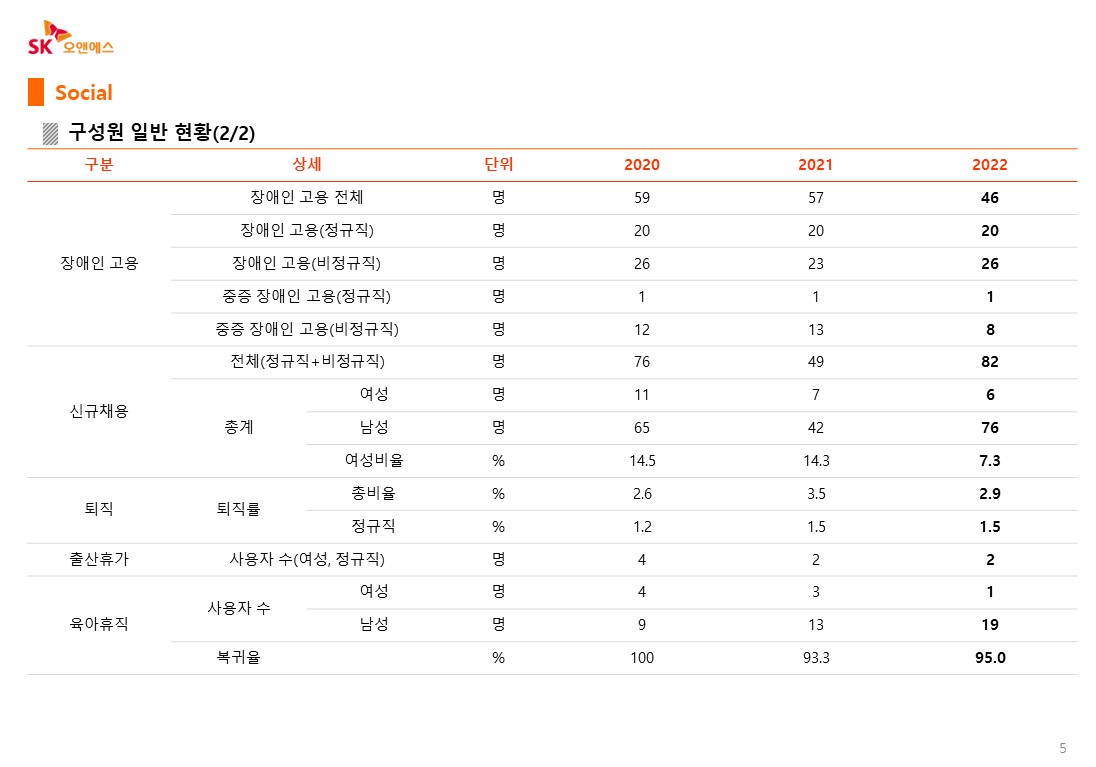 SK 오앤에스
Social
구성원 일반 현황(2/2)
구분 상세 단위 2020 2021 2022
장애인 고용 장애인 고용 전체 명 59 57 46
장애인 고용(정규직) 명 20 20 20
장애인 고용(비정규직) 명 26 23 26
중증 장애인 고용(정규직) 명 1 1 1
중증 장애인 고용(비정규직) 명 12 13 8
신규채용 전체(정규직+비정규직) 명 76 49 82
총계 여성 명 11 7 6
남성 명 65 42 76
여성비율 % 14.5 14.3 7.3
퇴직 퇴직률 총비율 % 2.6 3.5 2.9
정규직 % 1.2 1.5 1.5
출산휴가 사용자 수(여성, 정규직) 명 4 2 2
육아휴직 사용자 수 여성 명 4 3 1
남성 명 9 13 19
복귀율 % 100 93.3 95.0
5